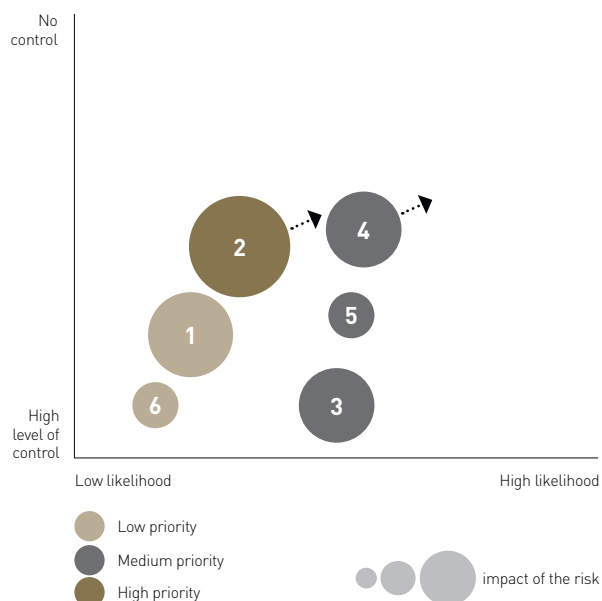 No
control
2
4
5
1
6
3
High
level of
control
Low likelihood
High likelihood
Low priority
Medium priority
High priority
impact of the risk